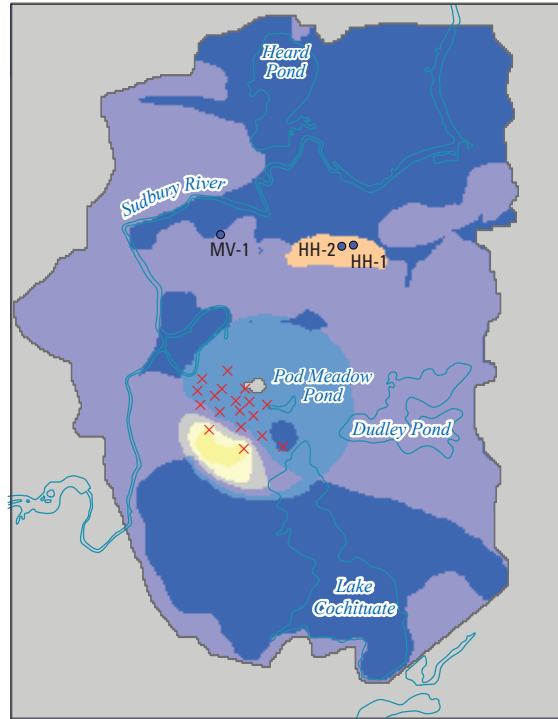 Heard
Pond
Sudbury River
MV-1
HH-2
HH-1
Pod Meadow
Pond
Dudley Pond
Lake
Cochituate